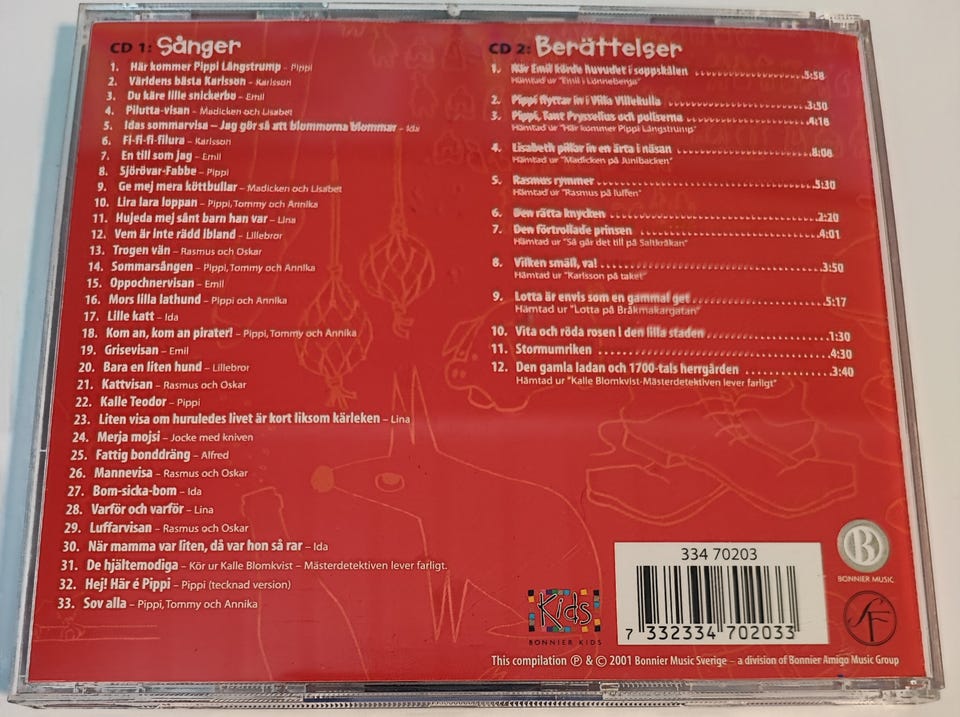 CD 1: Sånger
1. Här kommer Pippi Långstrump – Pippi
2. Världens bästa Karlsson – Karlsson
3. Du käre lille snickerbo – Emil
4. Pilutta-visan – Madicken och Lisabet
5. Idas sommarvisa – Jag gör så att blommorna blommar – Ida
6. Fi-fi-fi-filura – Karlsson
7. En till som jag – Emil
8. Sjörövar-Fabbe – Pippi
9. Ge mej mera köttbullar – Madicken och Lisabet
10. Lira lara loppan – Pippi, Tommy och Annika
11. Hujeda mej sånt barn han var – Lina
12. Vem är inte rädd ibland – Lillebror
13. Trogen vän – Rasmus och Oskar
14. Sommarsången – Pippi, Tommy och Annika
15. Oppochnervisan – Emil
16. Mors lilla lathund – Pippi och Annika
17. Lille katt – Ida
18. Kom an, kom an pirater! – Pippi, Tommy och Annika
19. Grisevisan – Emil
20. Bara en liten hund – Lillebror
21. Kattvisan – Rasmus och Oskar
22. Kalle Teodor – Pippi
23. Liten visa om huruledes livet är kort liksom kärleken – Lina
24. Merja mojsi – Jocke med kniven
25. Fattig bonddräng – Alfred
26. Mannevisa – Rasmus och Oskar
27. Bom-sicka-bom – Ida
28. Varför och varför – Lina
29. Luffarvisan – Rasmus och Oskar
30. När mamma var liten, då var hon så rar – Ida
31. De hjältemodiga – Kör ur Kalle Blomkvist – Mästerdetektiven lever farligt.
32. Hej! Här é Pippi – Pippi (tecknad version)
33. Sov alla – Pippi, Tommy och Annika
CD 2: Berättelser
1. När Emil körde huvudet i soppskålen 5:58
Hämtad ur "Emil i Lönneberga"
2. Pippi flyttar in i Villa Villekulla 3:50
3. Pippi, Tant Prysselius och poliserna 4:18
Hämtad ur "Här kommer Pippi Långstrump"
4. Lisabeth pillar in en ärta i näsan 8:08
Hämtad ur "Madicken på Junibacken"
5. Rasmus rymmer 5:30
Hämtad ur "Rasmus på luffen"
6. Den rätta knycken 2:20
7. Den förtrollade prinsen 4:01
Hämtad ur "Så går det till på Saltkråkan"
8. Vilken smäll, va! 3:50
Hämtad ur "Karlsson på taket"
9. Lotta är envis som en gammal get 5:17
Hämtad ur "Lotta på Bråkmakargatan"
10. Vita och röda rosen I den lilla staden 1:30
11. Stormumriken 4:30
12. Den gamla ladan och 1700-tals herrgården 3:40
Hämtad ur "Kalle Blomkvist-Mästerdetektiven lever farligt"
B
BONNIER MUSIC
334 70203
7 332334 702033
Kids
BONNIER KIDS
SF
This compilation ℗ & © 2001 Bonnier Music Sverige – a division of Bonnier Amigo Music Group